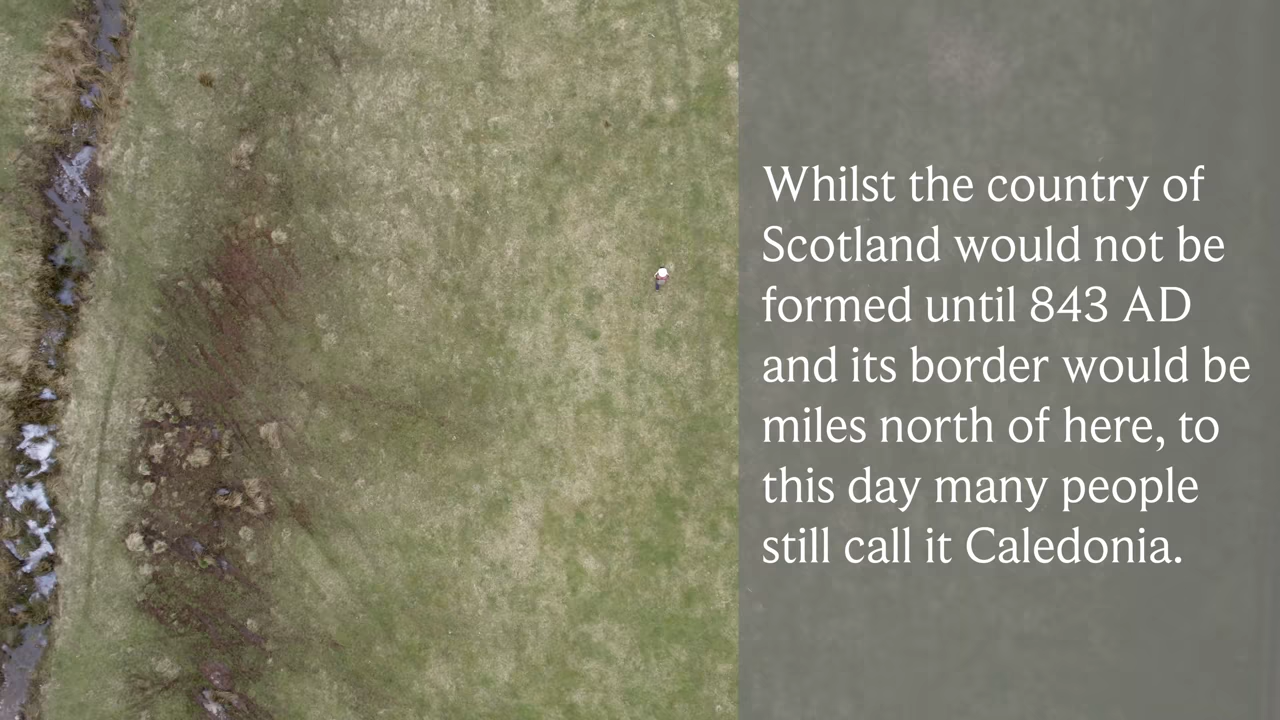 Whilst the country of
Scotland would not be
formed until 843 AD
and its border would be
miles north of here, to
this day many people
still call it Caledonia.